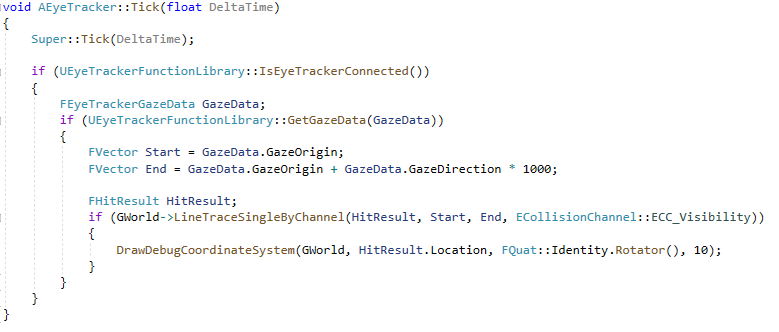 void AEyeTracker::Tick(float DeltaTime)
{
    Super::Tick(DeltaTime);

    if (UEyeTrackerFunctionLibrary::IsEyeTrackerConnected())
    {
        FEyeTrackerGazeData GazeData;
        if (UEyeTrackerFunctionLibrary::GetGazeData(GazeData))
        {
            FVector Start = GazeData.GazeOrigin;
            FVector End = GazeData.GazeOrigin + GazeData.GazeDirection * 1000;

            FHitResult HitResult;
            if (GWorld->LineTraceSingleByChannel(HitResult, Start, End, ECollisionChannel::ECC_Visibility))
            {
                DrawDebugCoordinateSystem(GWorld, HitResult.Location, FQuat::Identity.Rotator(), 10);
            }
        }
    }
}